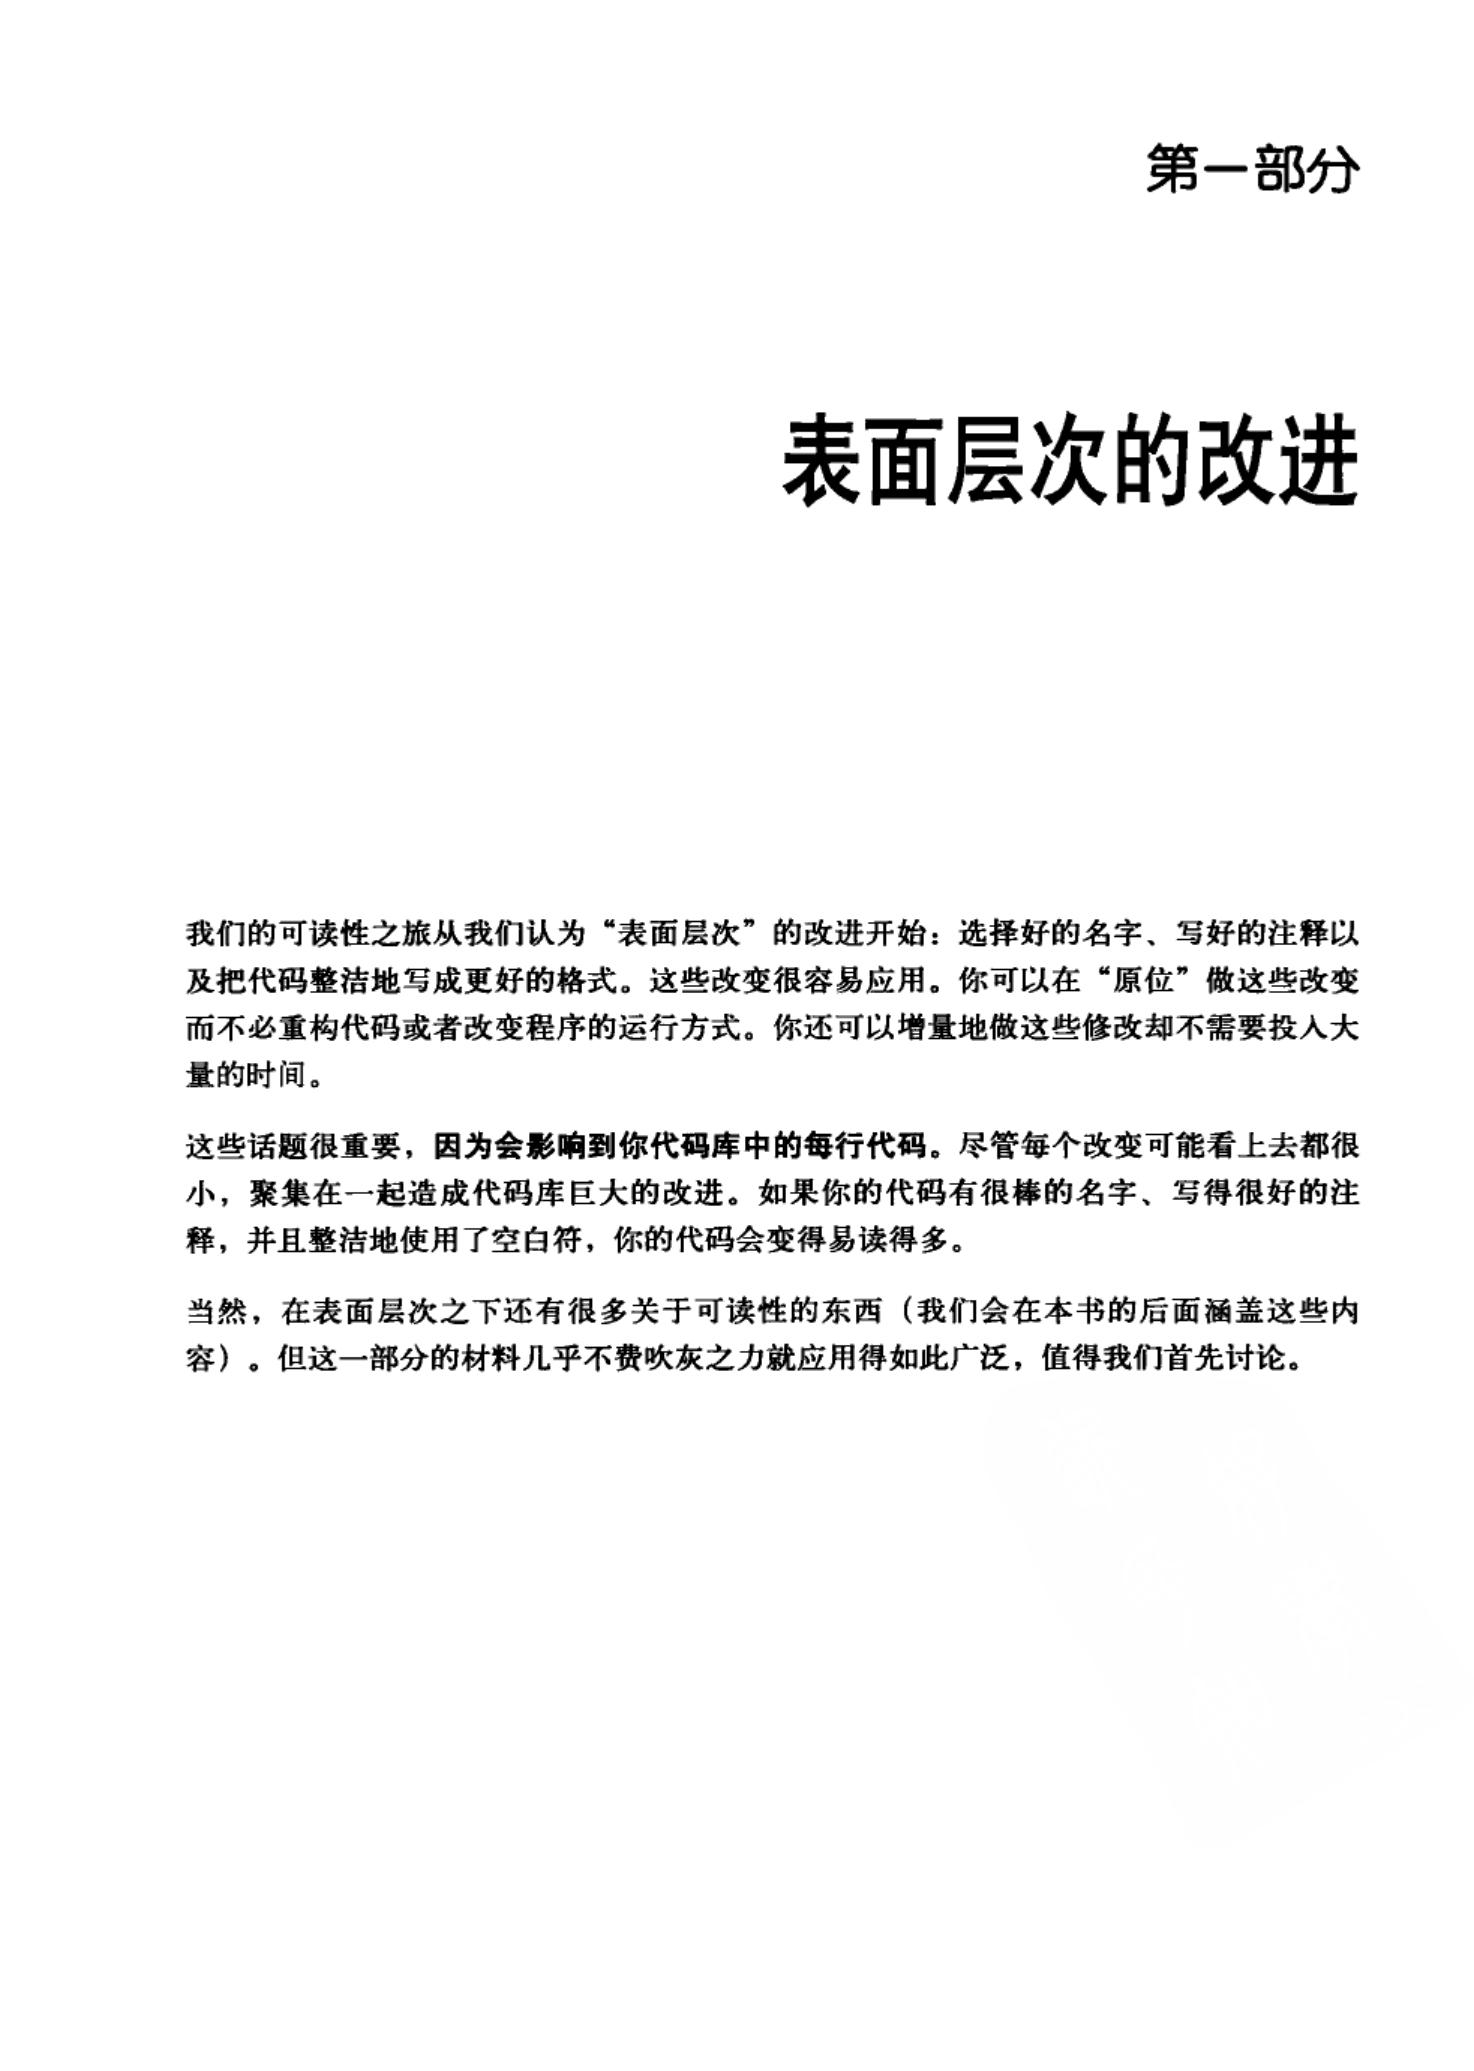 第一部分
表面层次的改进
我们的可读性之旅从我们认为“表面层次”的改进开始：选择好的名字、写好的注释以
及把代码整洁地写成更好的格式。这些改变很容易应用。你可以在“原位”做这些改变
而不必重构代码或者改变程序的运行方式。你还可以增量地做这些修改却不需要投入大
量的时间。
这些话题很重要，因为会影响到你代码库中的每行代码。尽管每个改变可能看上去都很
小，聚集在一起造成代码库巨大的改进。如果你的代码有很棒的名字、写得很好的注
释，并且整洁地使用了空白符，你的代码会变得易读得多。
当然，在表面层次之下还有很多关于可读性的东西（我们会在本书的后面涵盖这些内
容）。但这一部分的材料几乎不费吹灰之力就应用得如此广泛，值得我们首先讨论。